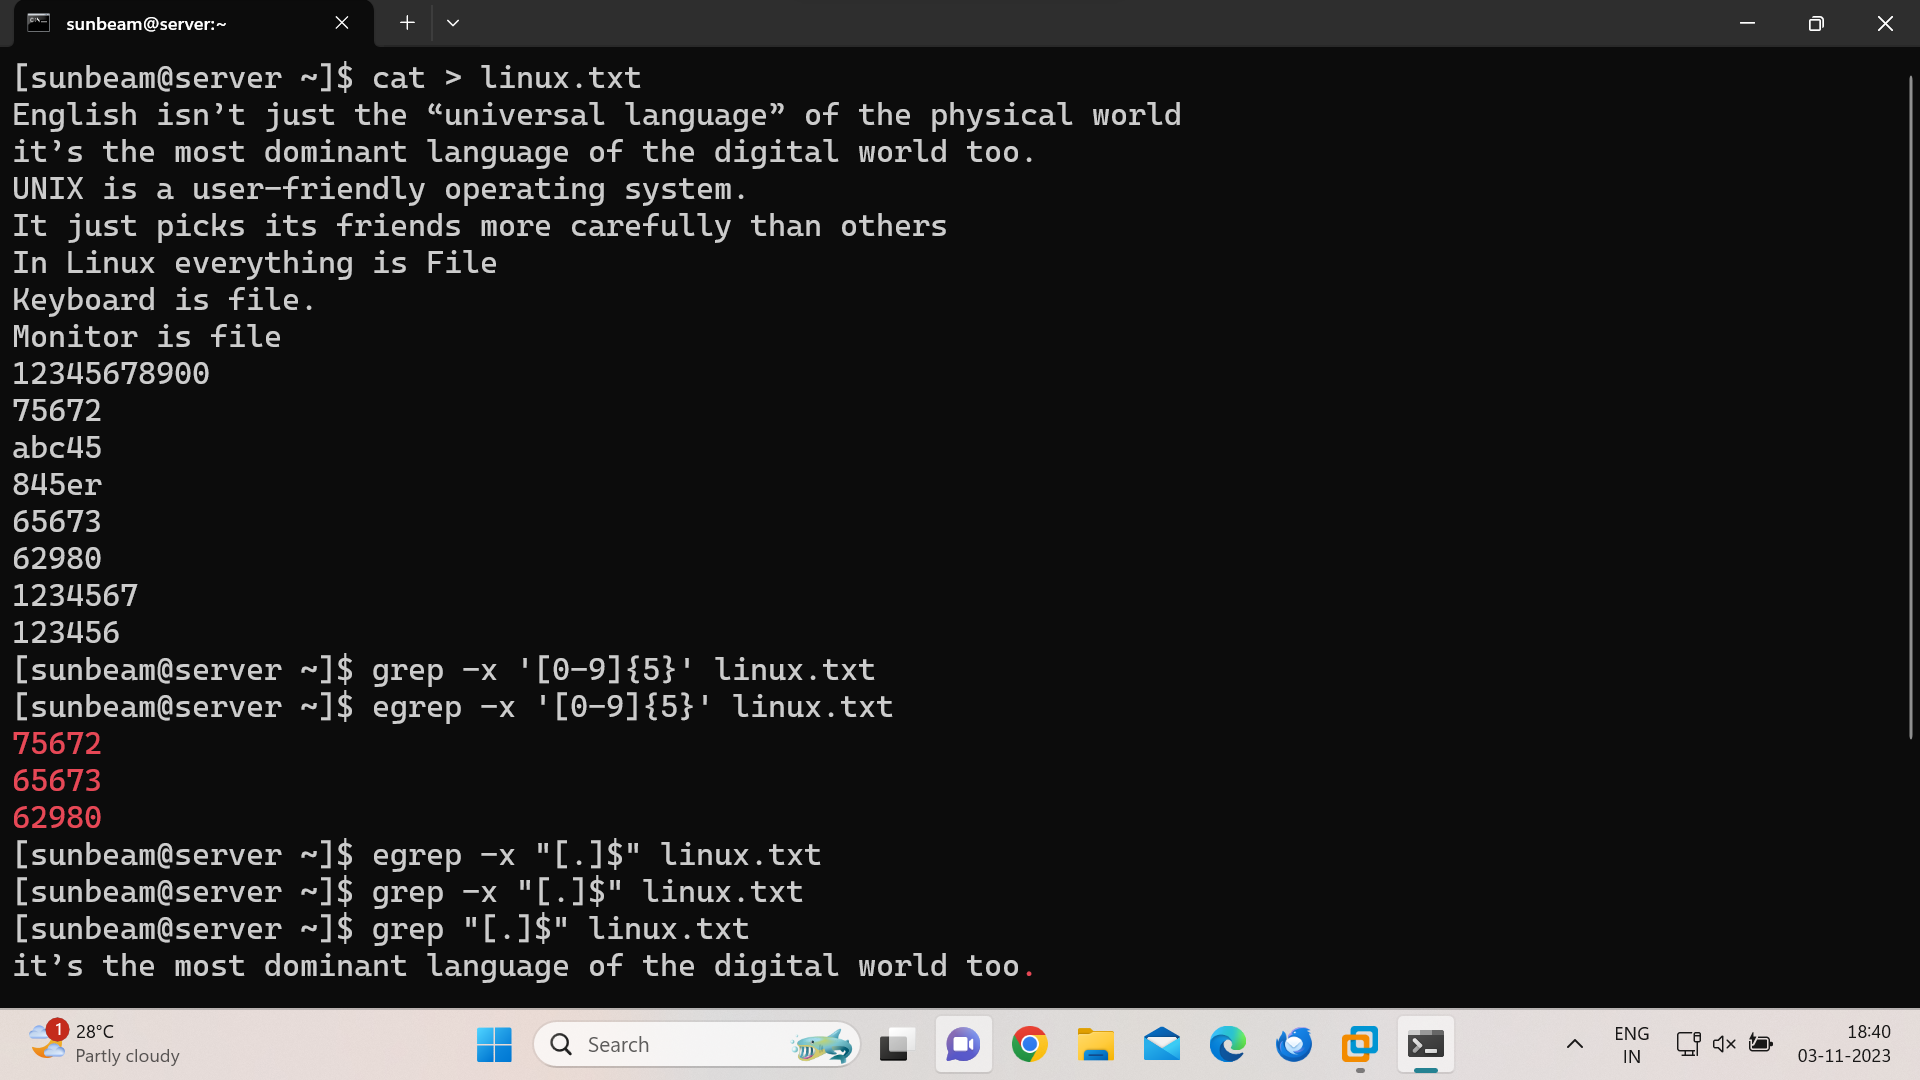 sunbeam@server:~
[sunbeam@server ~]$ cat > linux.txt
English isn’t just the “universal language” of the physical world
it’s the most dominant language of the digital world too.
UNIX is a user-friendly operating system.
It just picks its friends more carefully than others
In Linux everything is File
Keyboard is file.
Monitor is file
12345678900
75672
abc45
845er
65673
62980
1234567
123456
[sunbeam@server ~]$ grep -x '[0-9]{5}' linux.txt
[sunbeam@server ~]$ egrep -x '[0-9]{5}' linux.txt
75672
65673
62980
[sunbeam@server ~]$ egrep -x "[.]$" linux.txt
[sunbeam@server ~]$ grep -x "[.]$" linux.txt
[sunbeam@server ~]$ grep "[.]$" linux.txt
it’s the most dominant language of the digital world too.
1
28°C
Partly cloudy
Search
ENG
IN
18:40
03-11-2023